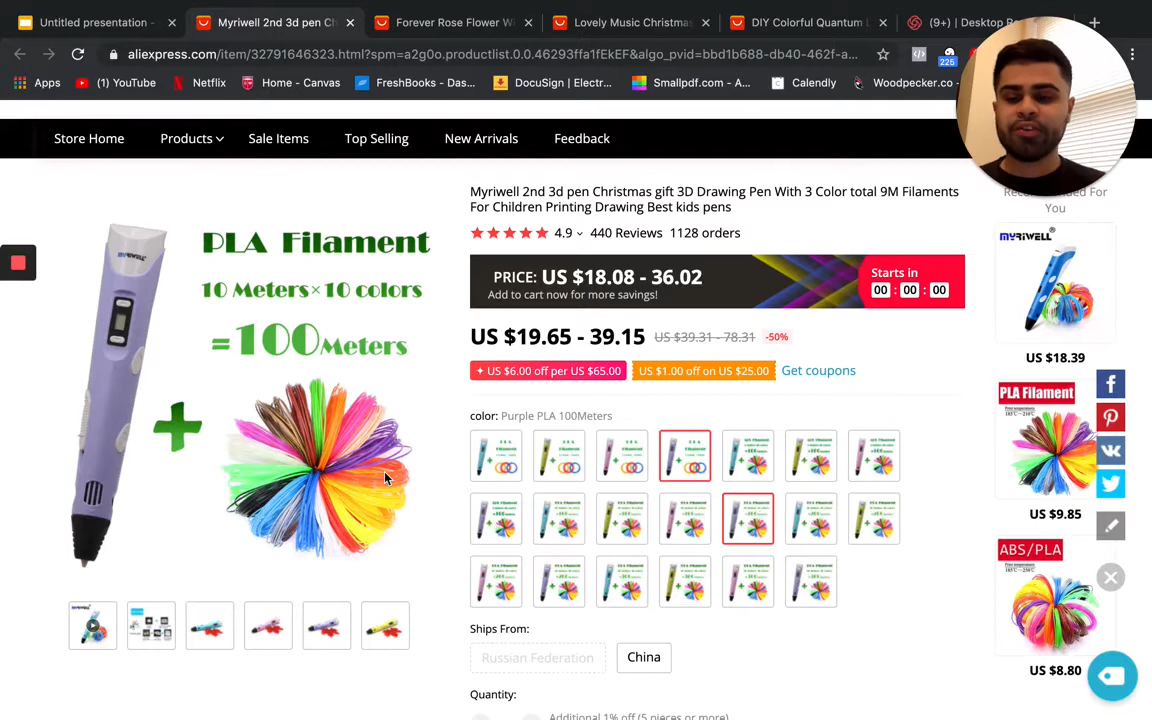 Untitled presentation -
Myriwell 2nd 3d pen Ch
Forever Rose Flower W
Lovely Music Christmas
DIY Colorful Quantum
(9+) | Desktop
aliexpress.com/item/32791646323.html?spm=a2g0o.productlist.0.0.46293ffa1fEkEF&algo_pvid=bbd1b688-db40-462f-a...
225
Apps
(1) YouTube
Netflix
Home - Canvas
FreshBooks - Das...
DocuSign | Electr...
Smallpdf.com - A...
Calendly
Woodpecker.co
Store Home
Products
Sale Items
Top Selling
New Arrivals
Feedback
MYRIWELL
PLA Filament
10 Meters×10 colors
=100Meters
Myriwell 2nd 3d pen Christmas gift 3D Drawing Pen With 3 Color total 9M Filaments
For Children Printing Drawing Best kids pens
4.9
440 Reviews
1128 orders
PRICE: US $18.08 - 36.02
Add to cart now for more savings!
Starts in
00 : 00 : 00
US $19.65 - 39.15
US $39.31 - 78.31
-50%
US $6.00 off per US $65.00
US $1.00 off on US $25.00
Get coupons
color: Purple PLA 100Meters
Ships From:
Russian Federation
China
Quantity:
Additional 1% off (5 pieces or more)
For
You
MYRIWELL
US $18.39
PLA Filament
US $9.85
ABS/PLA
US $8.80